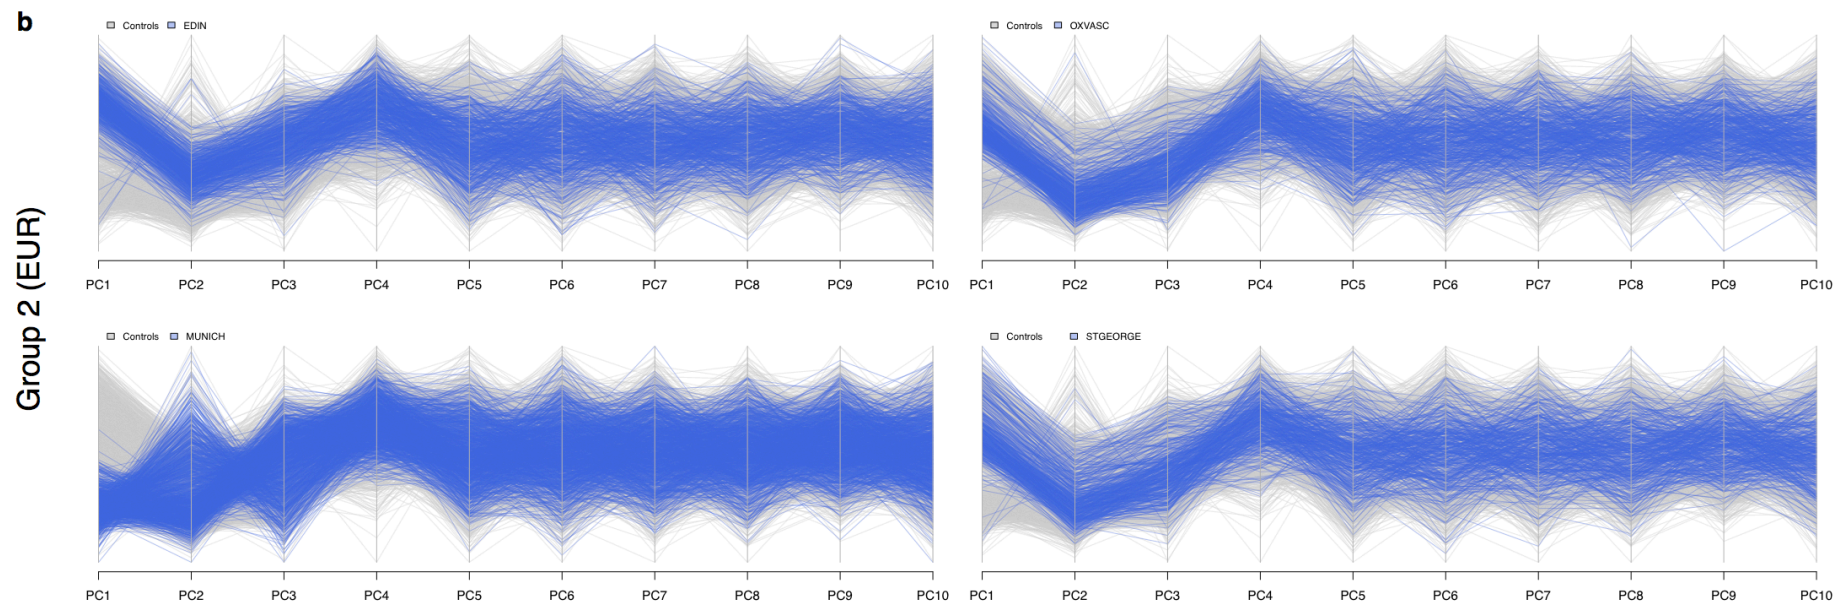 b
Controls EDIN
Controls OXVASC
PC1 PC2 PC3 PC4 PC5 PC6 PC7 PC8 PC9 PC10
PC1 PC2 PC3 PC4 PC5 PC6 PC7 PC8 PC9 PC10
Group 2 (EUR)
Controls MUNICH
Controls STGEORGE
PC1 PC2 PC3 PC4 PC5 PC6 PC7 PC8 PC9 PC10
PC1 PC2 PC3 PC4 PC5 PC6 PC7 PC8 PC9 PC10